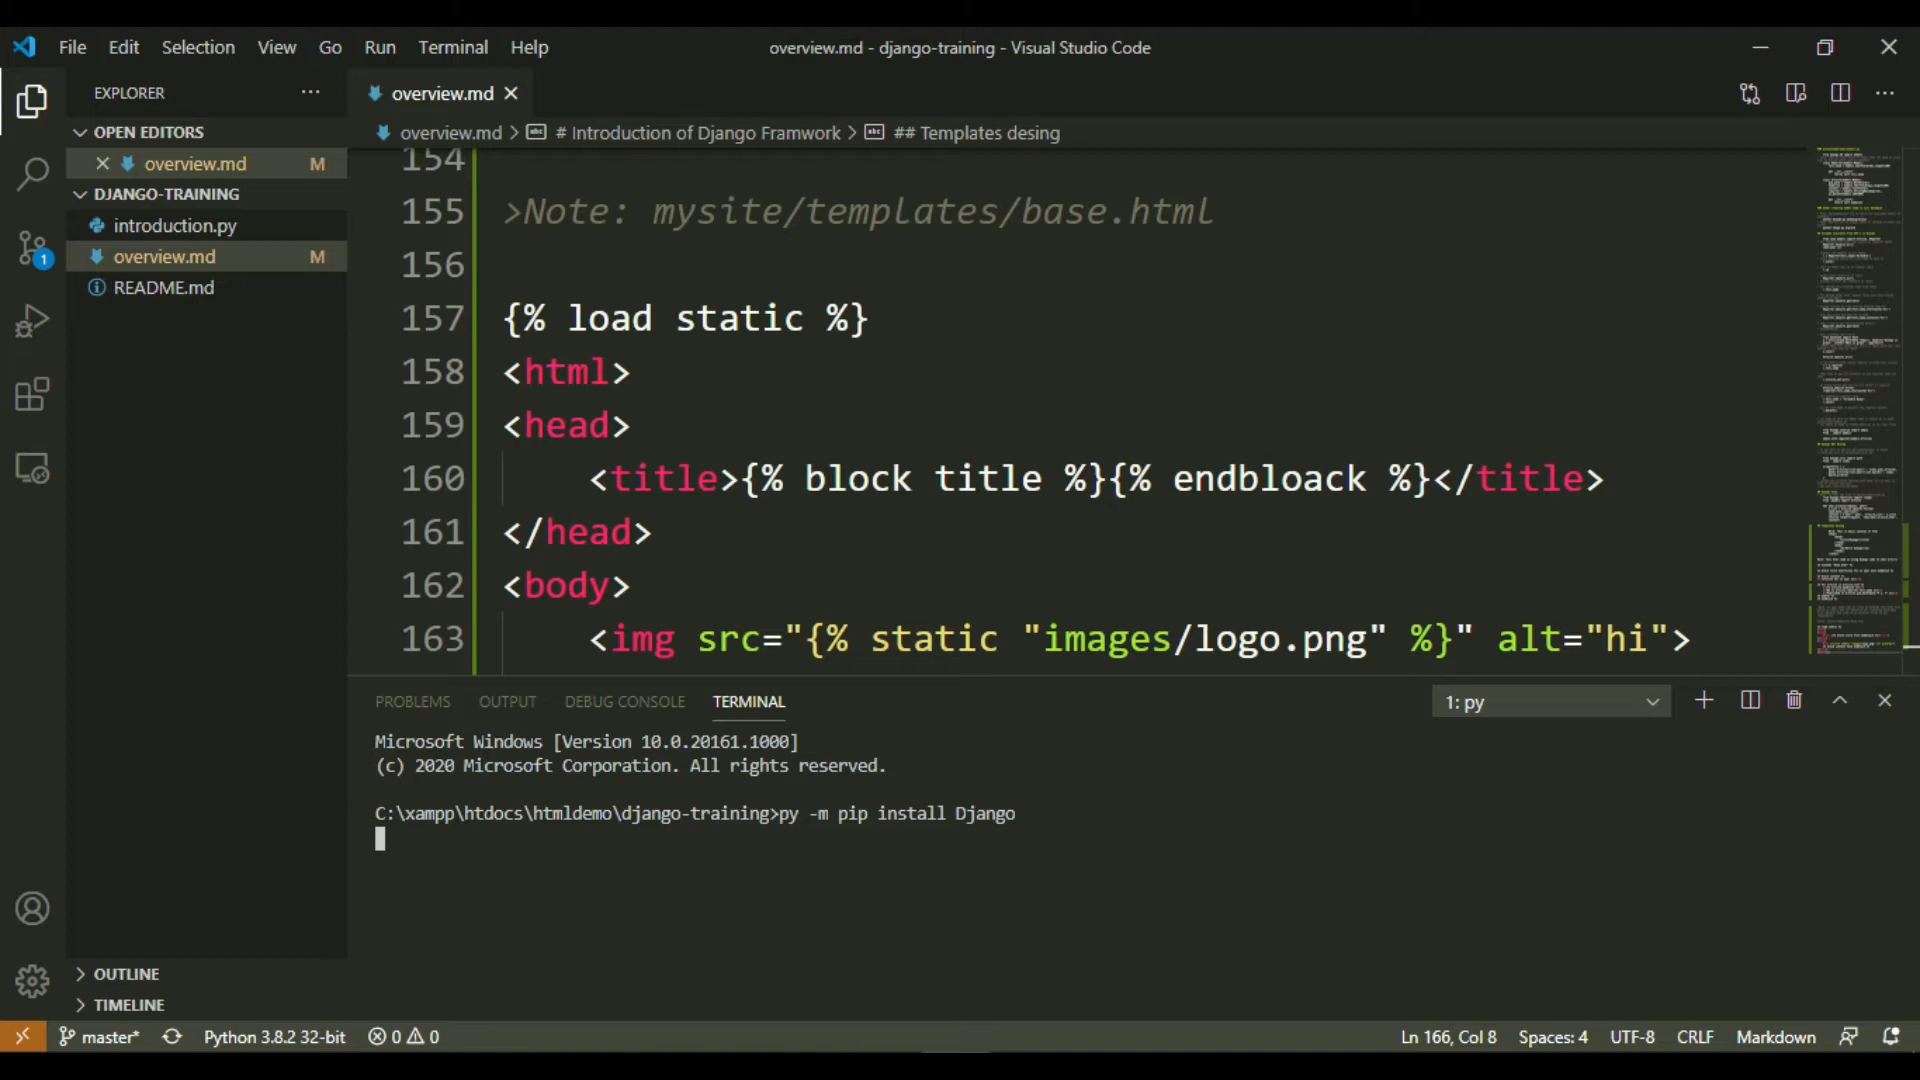 File Edit Selection View Go Run Terminal Help
overview.md - django-training - Visual Studio Code
EXPLORER
overview.md
OPEN EDITORS
overview.md > # Introduction of Django Framwork > ## Templates desing
overview.md M
DJANGO-TRAINING
introduction.py
overview.md M
README.md
154
155 >Note: mysite/templates/base.html
156
157 {% load static %}
158 <html>
159 <head>
160 <title>{% block title %}{% endbloack %}</title>
161 </head>
162 <body>
163 <img src="{% static "images/logo.png" %}" alt="hi">
PROBLEMS OUTPUT DEBUG CONSOLE TERMINAL
1: py
Microsoft Windows [Version 10.0.20161.1000]
(c) 2020 Microsoft Corporation. All rights reserved.
C:\xampp\htdocs\htmldemo\django-training>py -m pip install Django
1
OUTLINE
TIMELINE
master* Python 3.8.2 32-bit 0 0
Ln 166, Col 8 Spaces: 4 UTF-8 CRLF Markdown